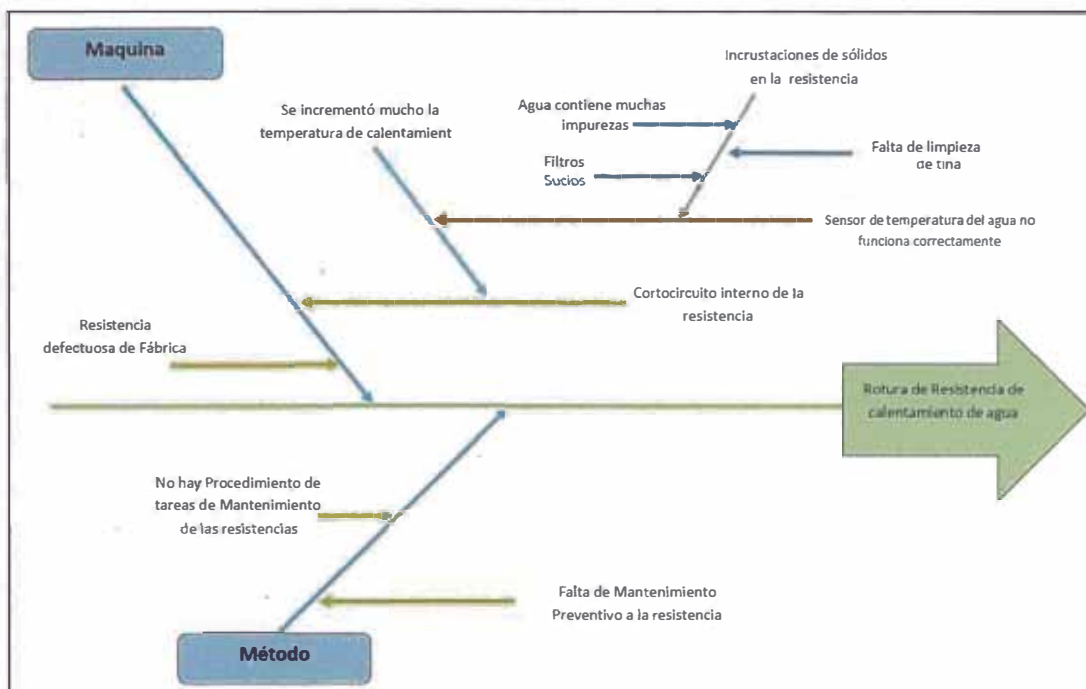 Maquina
Incrustaciones de sólidos
en la resistencia
Se incrementó mucho la
temperatura de calentamient
Agua contiene muchas
impurezas
Falta de limpieza
de tina
Filtros
Sucios
Sensor de temperatura del agua no
funciona correctamente
Cortocircuito interno de la
resistencia
Resistencia
defectuosa de Fábrica
Rotura de Resistencia de
calentamiento de agua
No hay Procedimiento de
tareas de Mantenimiento
de las resistencias
Falta de Mantenimiento
Preventivo a la resistencia
Método